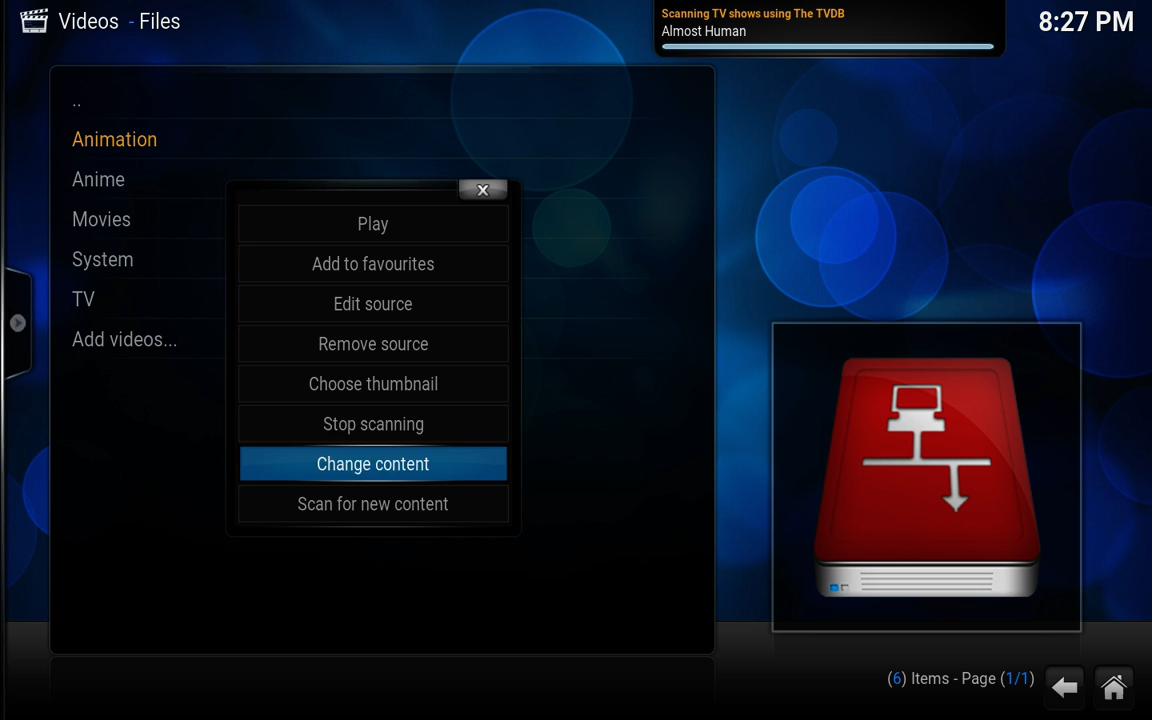 Videos - Files
Scanning TV shows using The TVDB
Almost Human
8:27 PM
..
Animation
Anime
Movies
System
TV
Add videos...
X
Play
Add to favourites
Edit source
Remove source
Choose thumbnail
Stop scanning
Change content
Scan for new content
(6) Items - Page (1/1)